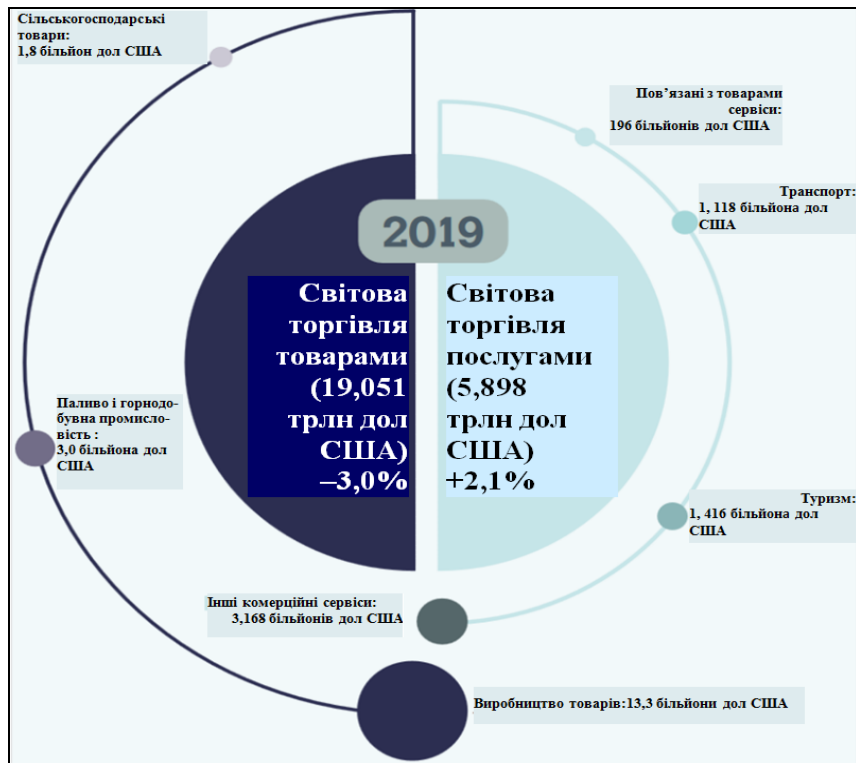 Сільськогосподарські
товари:
1,8 більйон дол США
Пов’язані з товарами
сервіси:
196 більйонів дол США
Транспорт:
1, 118 більйона дол
США
2019
Світова
торгівля
товарами
(19,051
трлн дол
США)
–3,0%
Світова
торгівля
послугами
(5,898
трлн дол
США)
+2,1%
Паливо і горнодо-
бувна промисло-
вість :
3,0 більйона дол
США
Туризм:
1, 416 більйона дол
США
Інші комерційні сервіси:
3,168 більйонів дол США
Виробництво товарів:13,3 більйони дол США